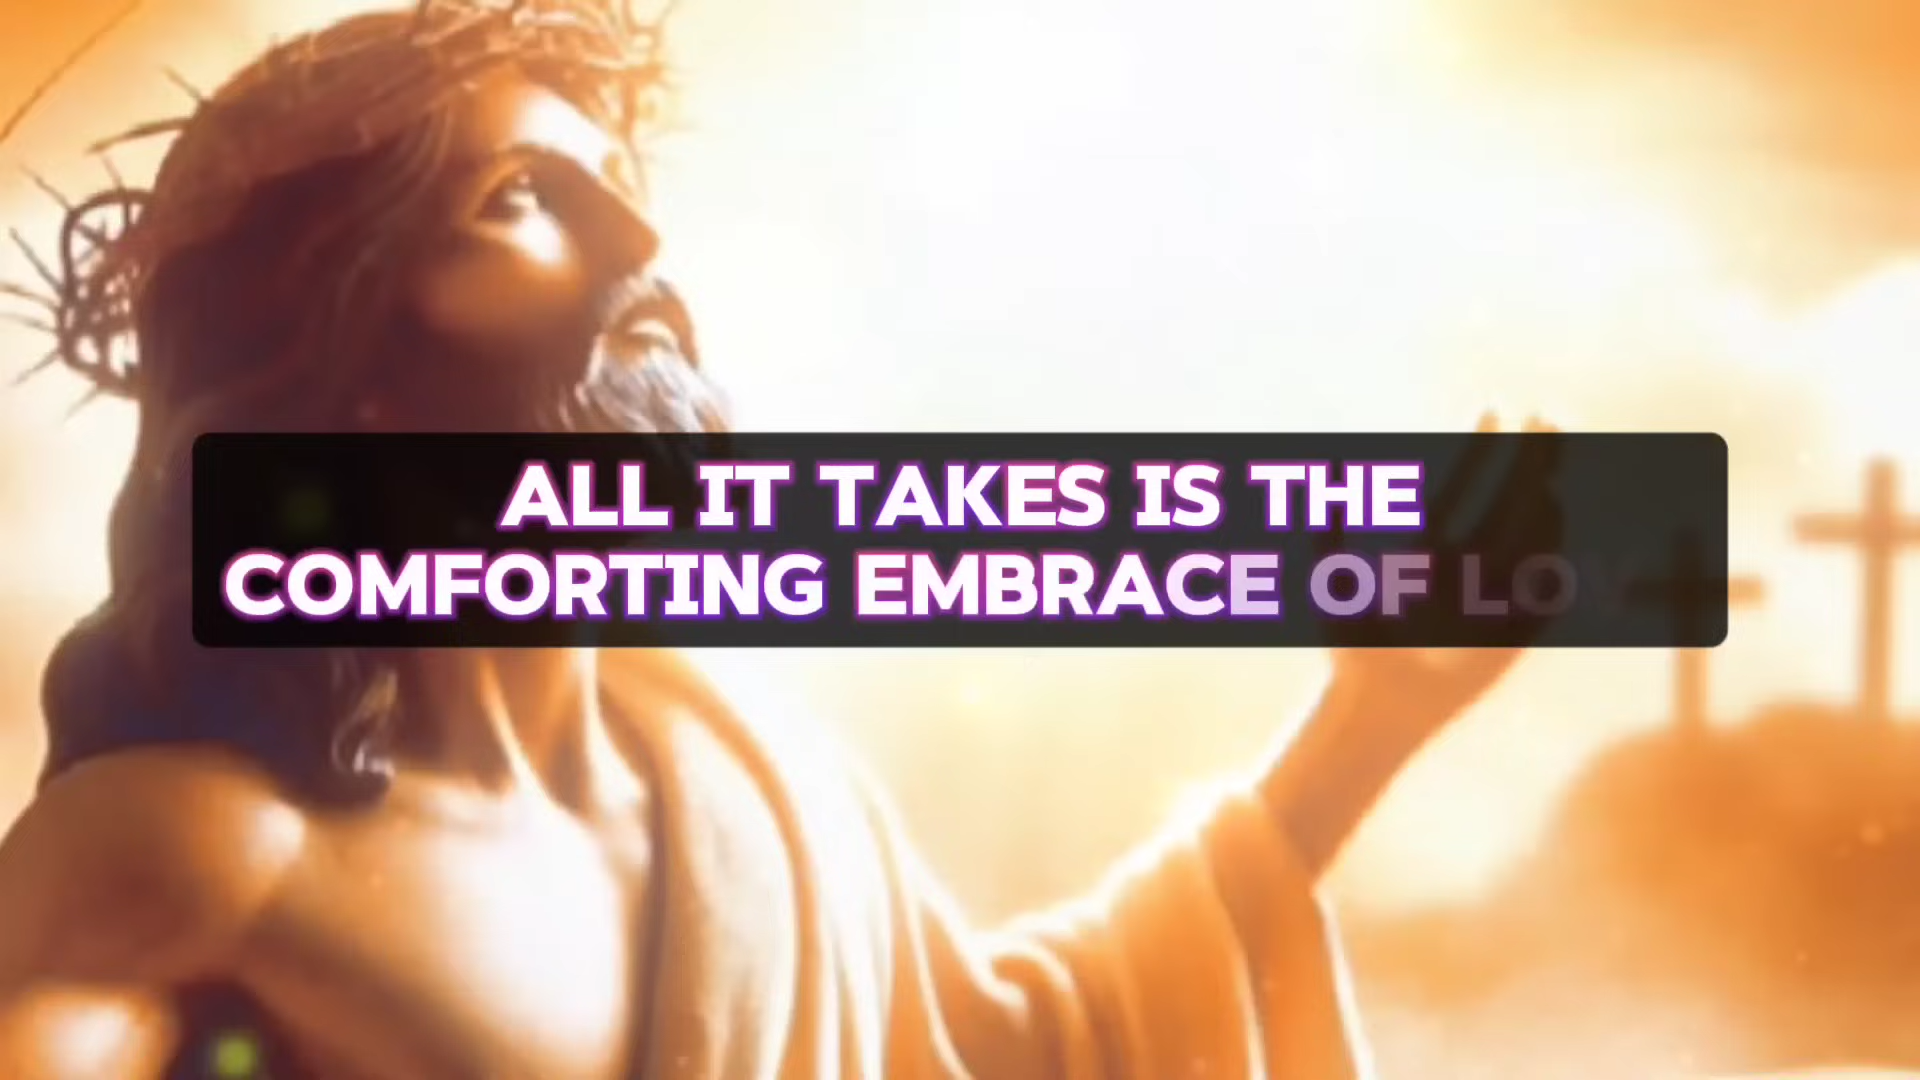 ALL IT TAKES IS THE
COMFORTING EMBRACE OF